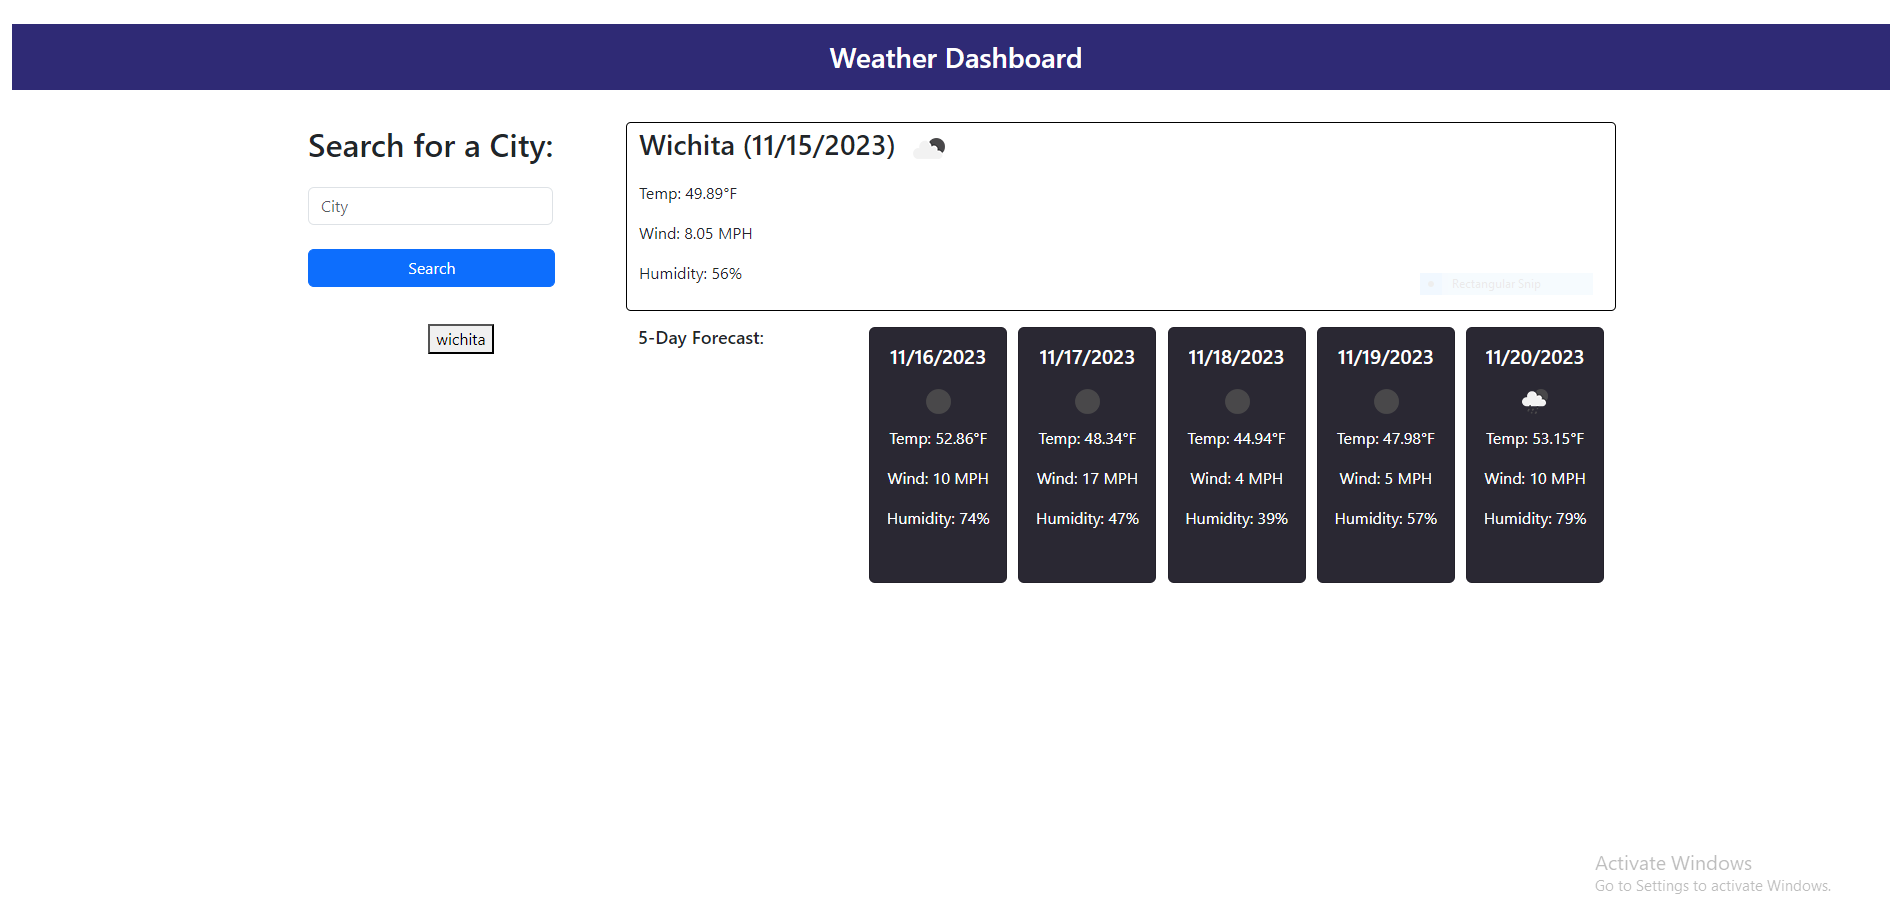 Weather Dashboard
Search for a City:
City
Search
wichita
Wichita (11/15/2023)
Temp: 49.89°F
Wind: 8.05 MPH
Humidity: 56%
Rectangular Snip
5-Day Forecast:
11/16/2023
Temp: 52.86°F
Wind: 10 MPH
Humidity: 74%
11/17/2023
Temp: 48.34°F
Wind: 17 MPH
Humidity: 47%
11/18/2023
Temp: 44.94°F
Wind: 4 MPH
Humidity: 39%
11/19/2023
Temp: 47.98°F
Wind: 5 MPH
Humidity: 57%
11/20/2023
Temp: 53.15°F
Wind: 10 MPH
Humidity: 79%
Activate Windows
Go to Settings to activate Windows.